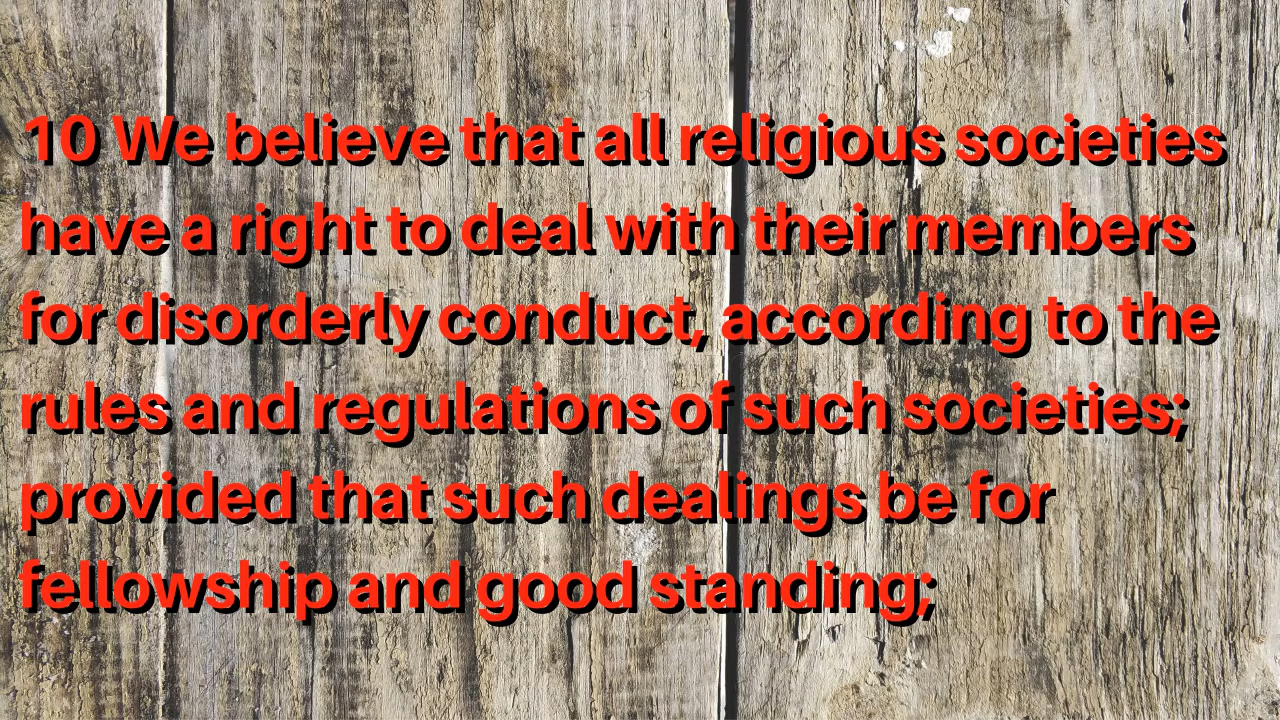 10 We believe that all religious societies
have a right to deal with their members
for disorderly conduct, according to the
rules and regulations of such societies;
provided that such dealings be for
fellowship and good standing;